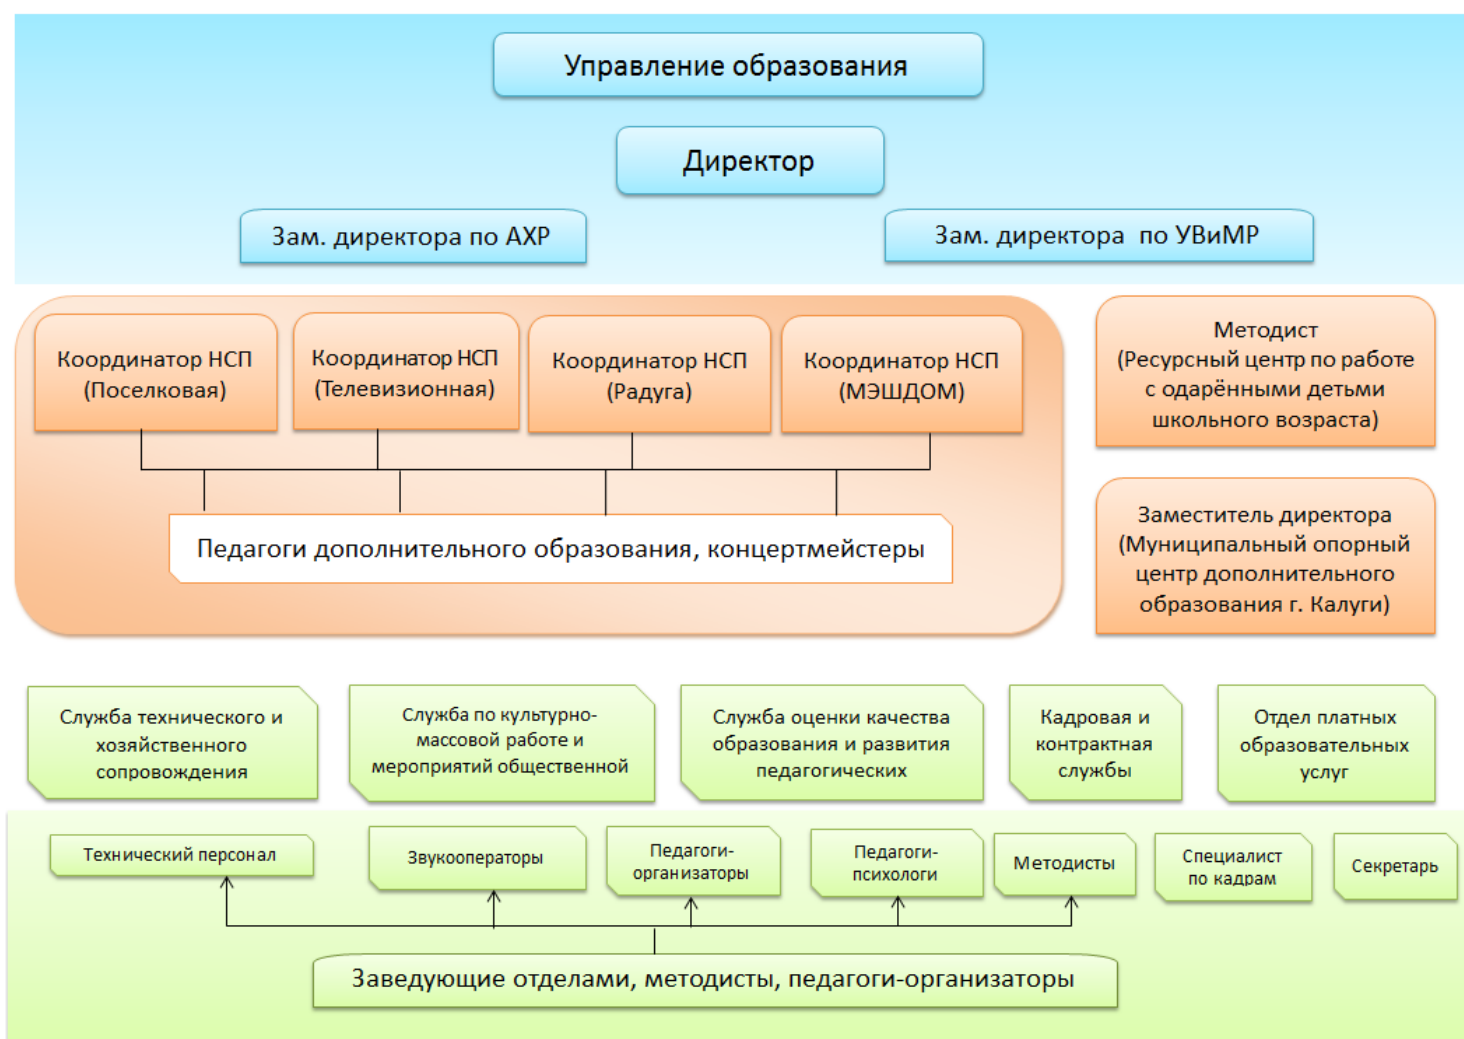 Управление образования
Директор
Зам. директора по АХР
Зам. директора по УВиМР
Координатор НСП
(Поселковая)
Координатор НСП
(Телевизионная)
Координатор НСП
(Радуга)
Координатор НСП
(МЭШДОМ)
Методист
(Ресурсный центр по работе
с одарёнными детьми
школьного возраста)
Педагоги дополнительного образования, концертмейстеры
Заместитель директора
(Муниципальный опорный
центр дополнительного
образования г. Калуги)
Служба технического и
хозяйственного
сопровождения
Служба по культурно-
массовой работе и
мероприятий общественной
Служба оценки качества
образования и развития
педагогических
Кадровая и
контрактная
службы
Отдел платных
образовательных
услуг
Технический персонал
Звукооператоры
Педагоги-
организаторы
Педагоги-
психологи
Методисты
Специалист
по кадрам
Секретарь
Заведующие отделами, методисты, педагоги-организаторы